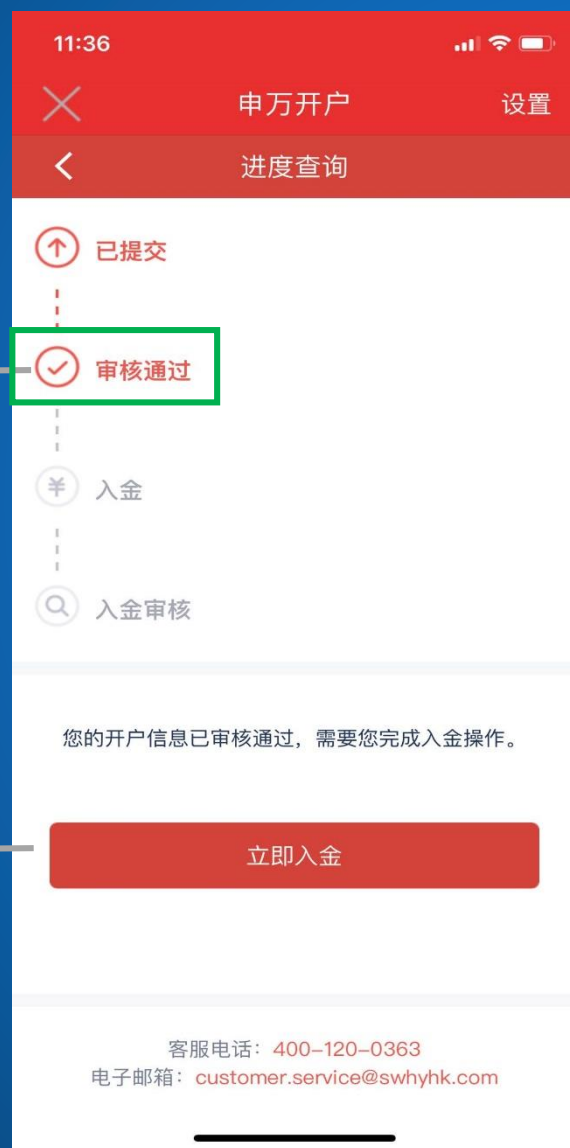 11:36
申万开户
设置
进度查询
已提交
审核通过
¥ 入金
入金审核
您的开户信息已审核通过，需要您完成入金操作。
立即入金
客服电话：400–120–0363
电子邮箱：customer.service@swhyhk.com